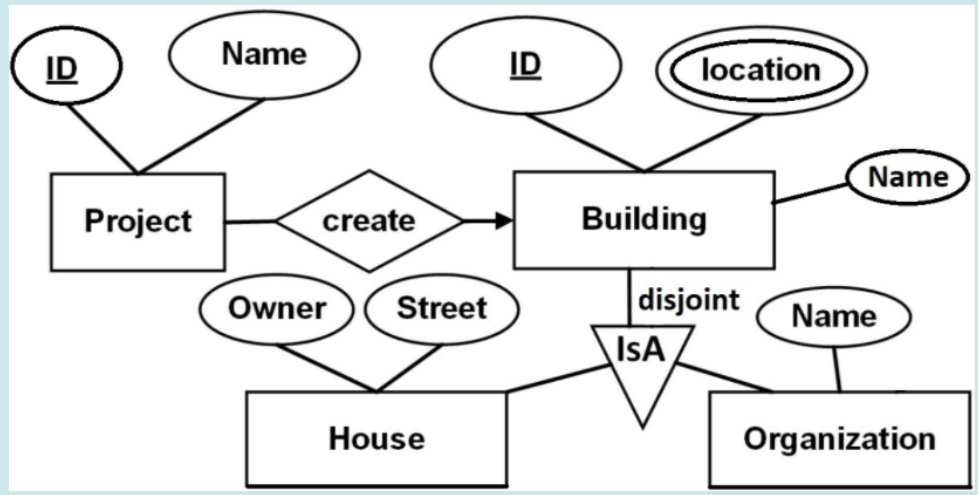 ID
Name
ID
location
Name
Project
create
Building
Owner
Street
disjoint
Name
IsA
House
Organization